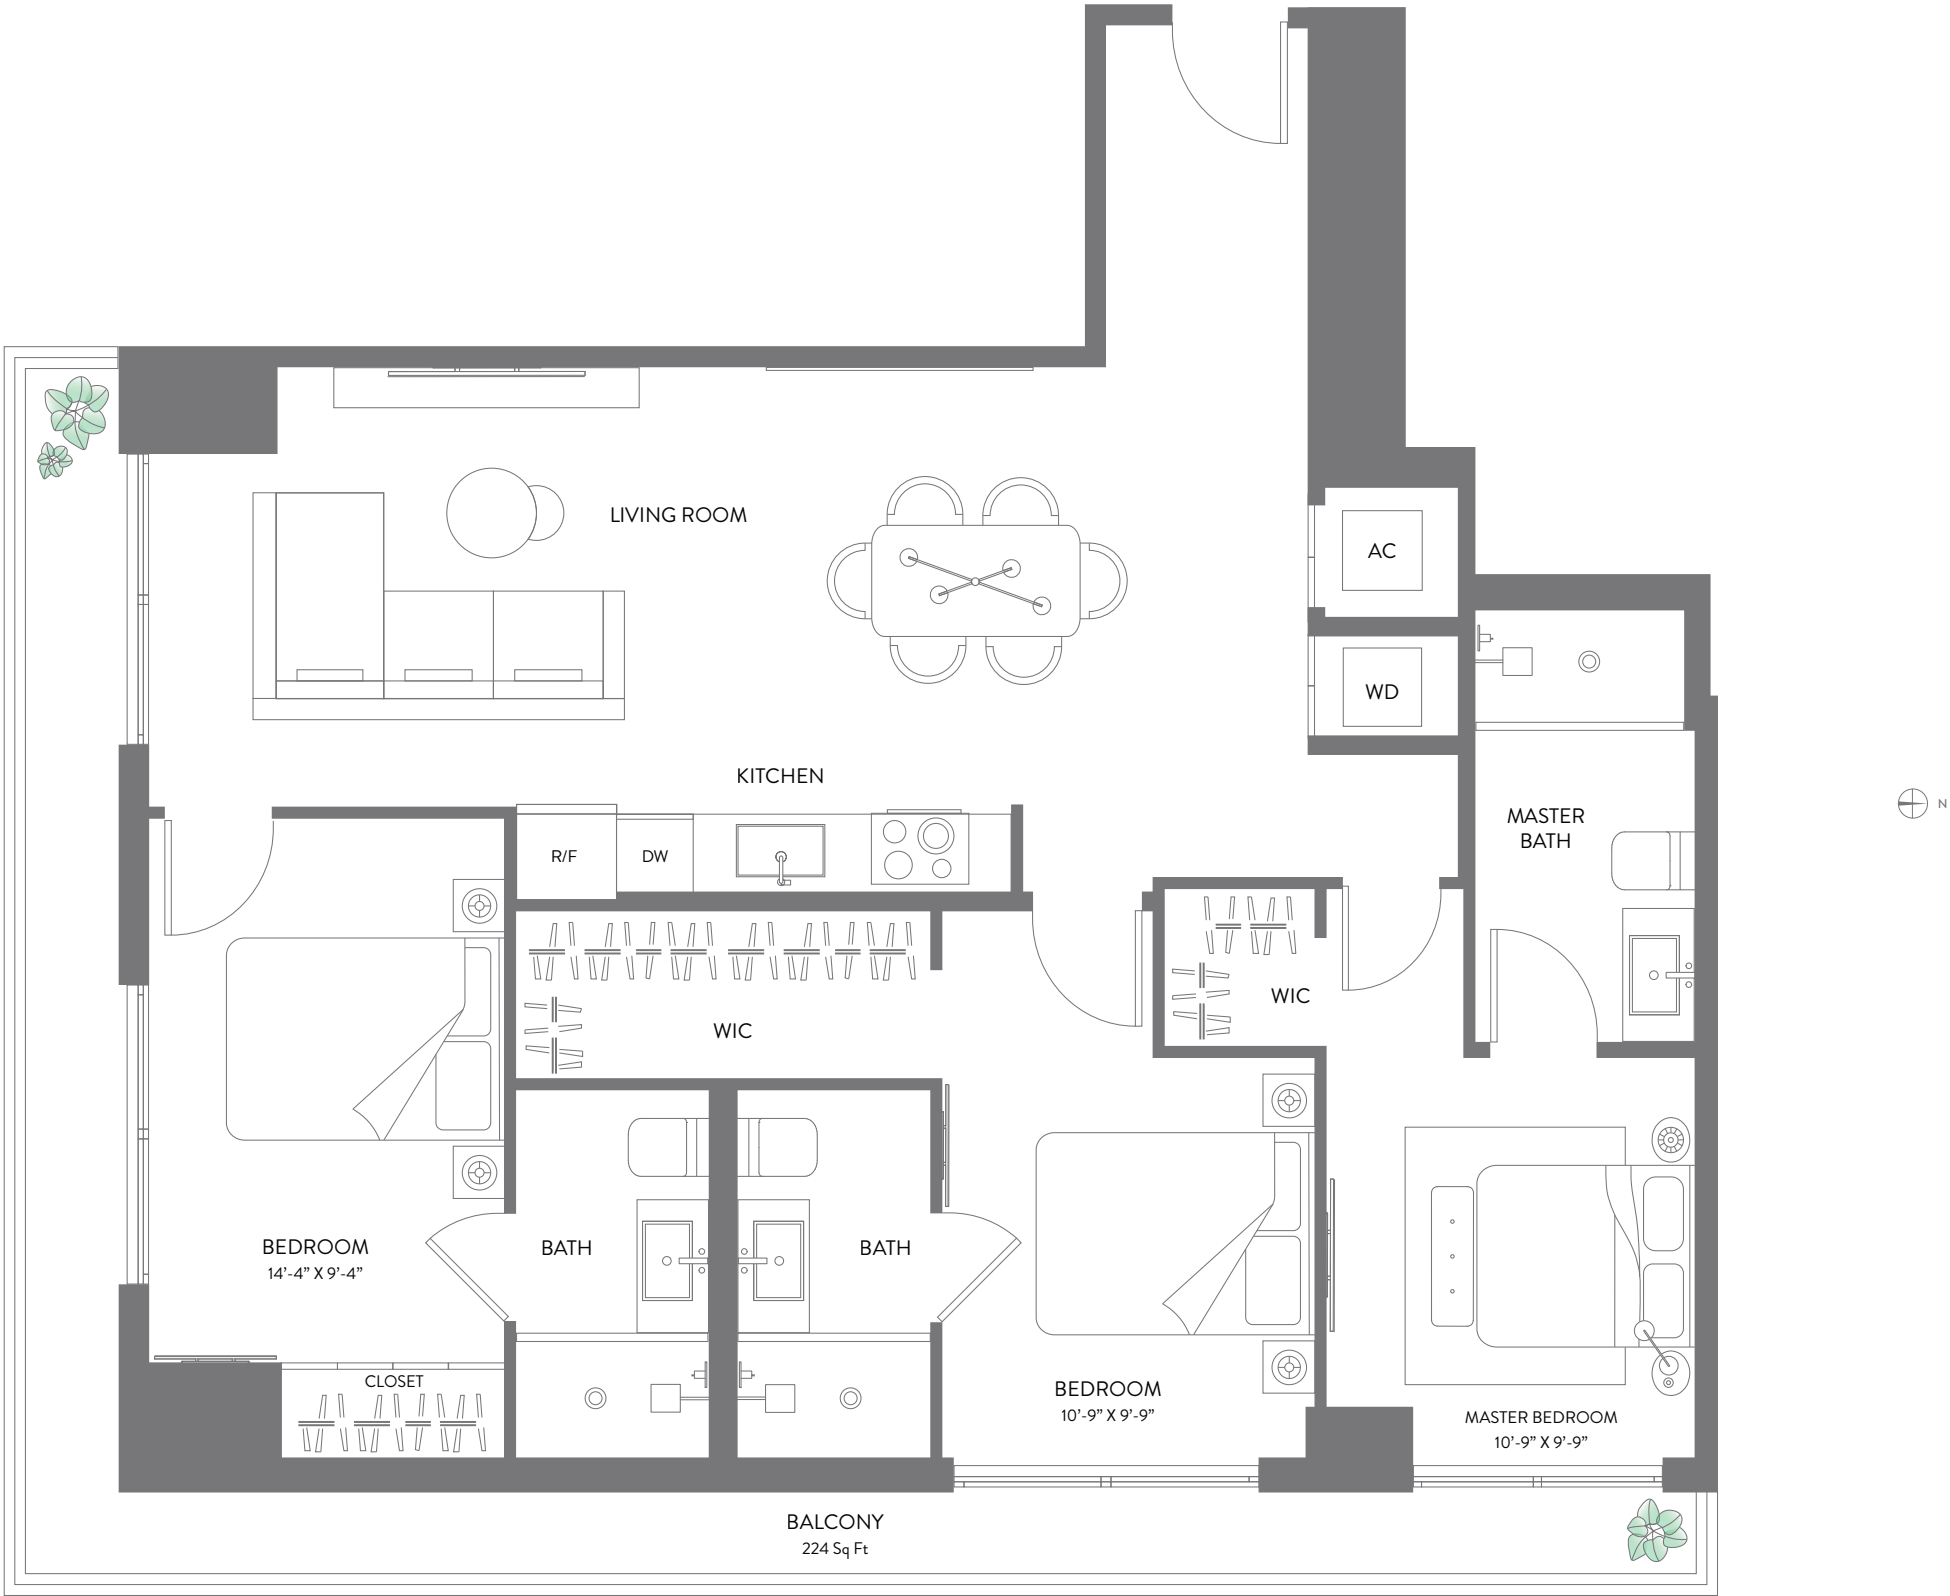 LIVING ROOM
AC
WD
KITCHEN
R/F
DW
MASTER
BATH
N
WIC
WIC
BEDROOM
14'-4" X 9'-4"
BATH
BATH
CLOSET
BEDROOM
10'-9" X 9'-9"
MASTER BEDROOM
10'-9" X 9'-9"
BALCONY
224 Sq Ft